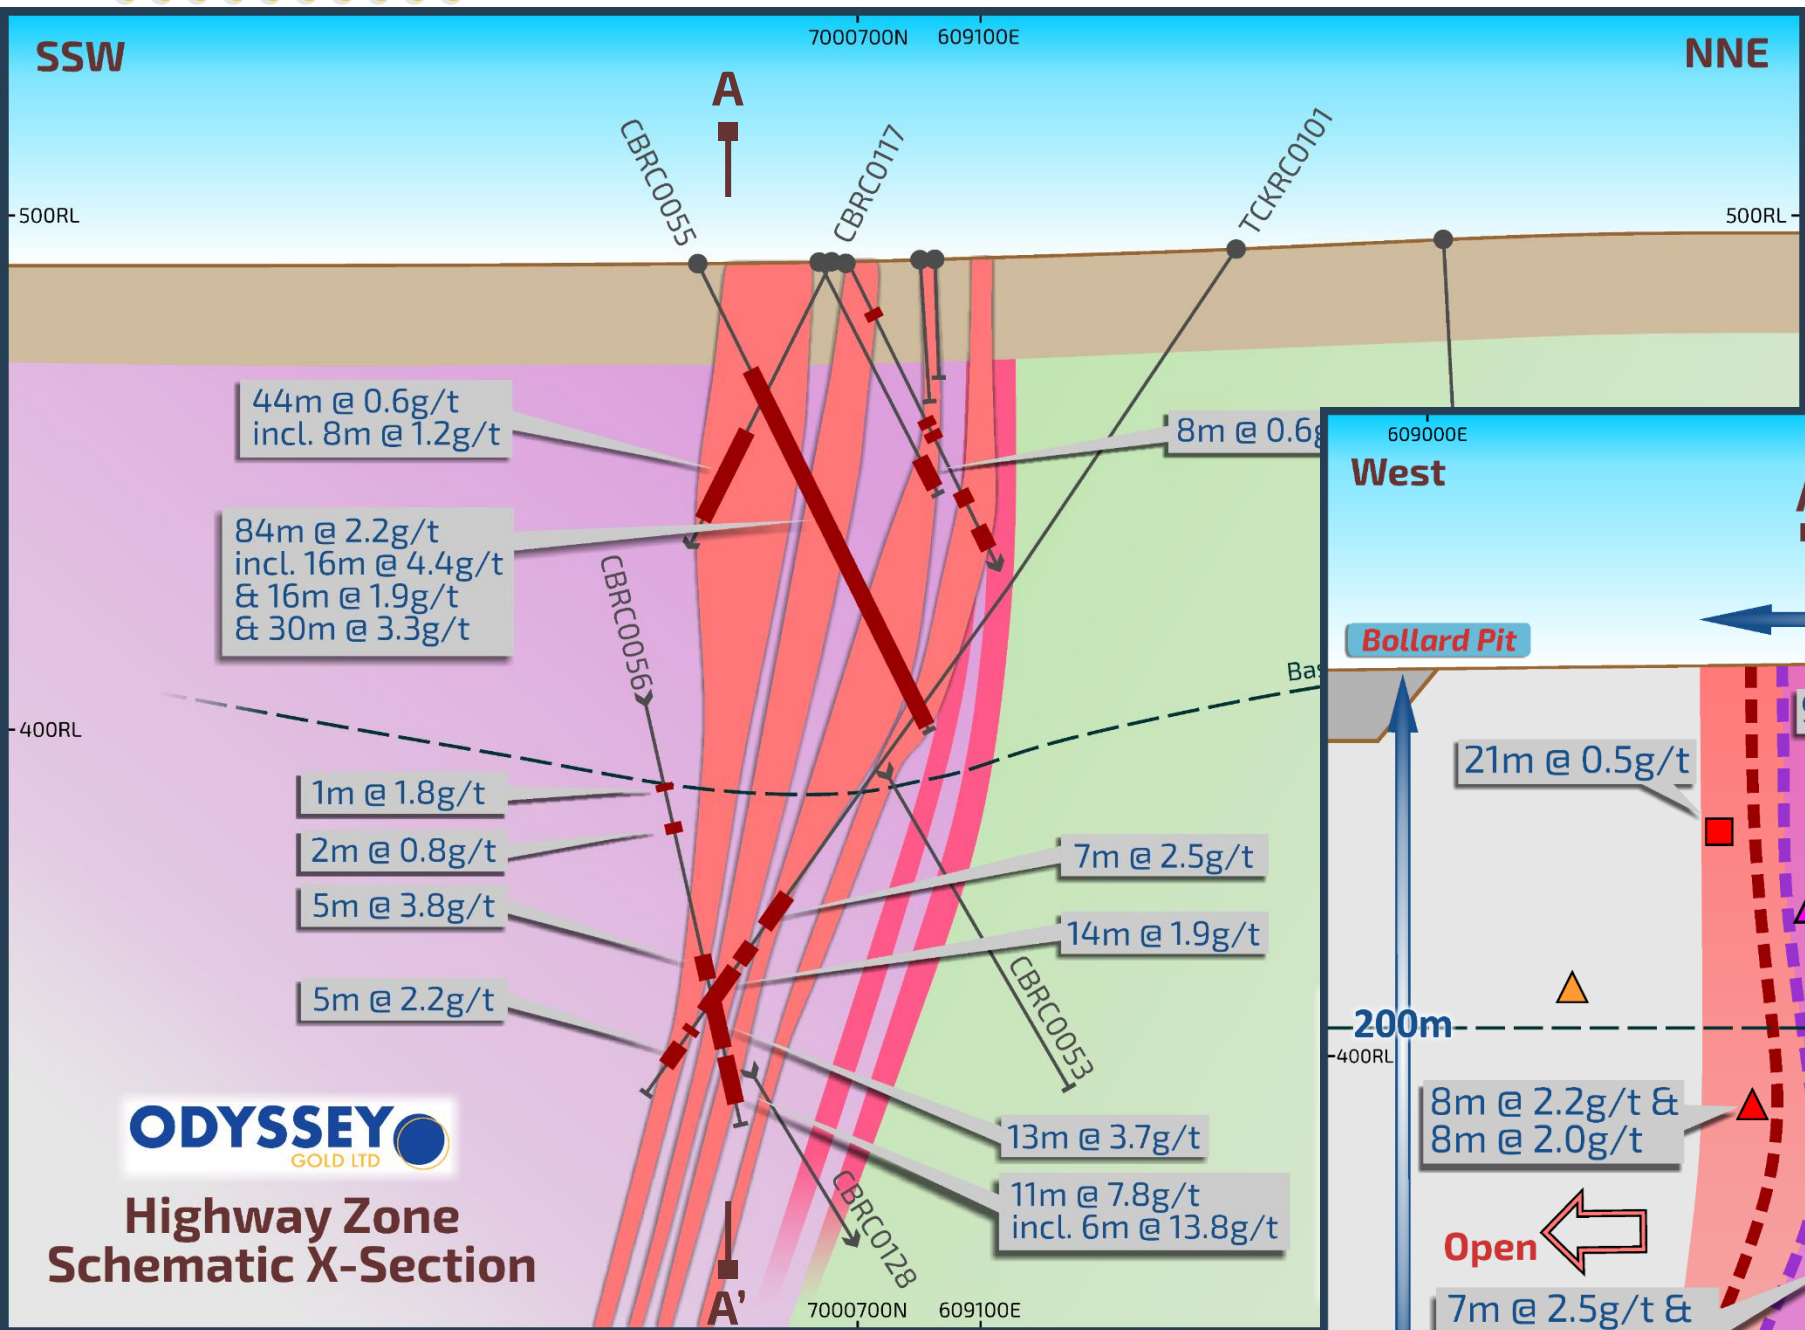 SSW
7000700N 609100E
NNE
A
CBRC0055
CBRC0117
TCKRC0101
500RL
500RL
44m @ 0.6g/t
incl. 8m @ 1.2g/t
8m @ 0.6g
84m @ 2.2g/t
incl. 16m @ 4.4g/t
& 16m @ 1.9g/t
& 30m @ 3.3g/t
CBRC0056
400RL
Bas
1m @ 1.8g/t
2m @ 0.8g/t
5m @ 3.8g/t
5m @ 2.2g/t
7m @ 2.5g/t
14m @ 1.9g/t
CBRC0053
13m @ 3.7g/t
11m @ 7.8g/t
incl. 6m @ 13.8g/t
CBRC0128
ODYSSEY
GOLD LTD
Highway Zone
Schematic X-Section
A'
7000700N 609100E
609000E
West
Bollard Pit
21m @ 0.5g/t
200m
400RL
8m @ 2.2g/t &
8m @ 2.0g/t
Open
7m @ 2.5g/t &